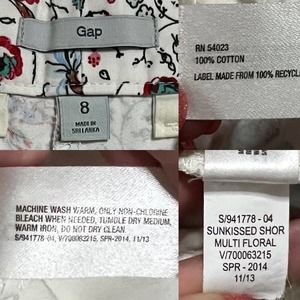 Gap
8
MADE IN
SRI LANKA
RN 54023
100% COTTON
LABEL MADE FROM 100% RECYCL
MACHINE WASH WARM, ONLY NON-CHLORINE
BLEACH WHEN NEEDED, TUMBLE DRY MEDIUM,
WARM IRON, DO NOT DRY CLEAN
S/941778-04, V/700063215, SPR-2014, 11/13
S/941778 - 04
SUNKISSED SHOR
MULTI FLORAL
V/700063215
SPR - 2014
11/13